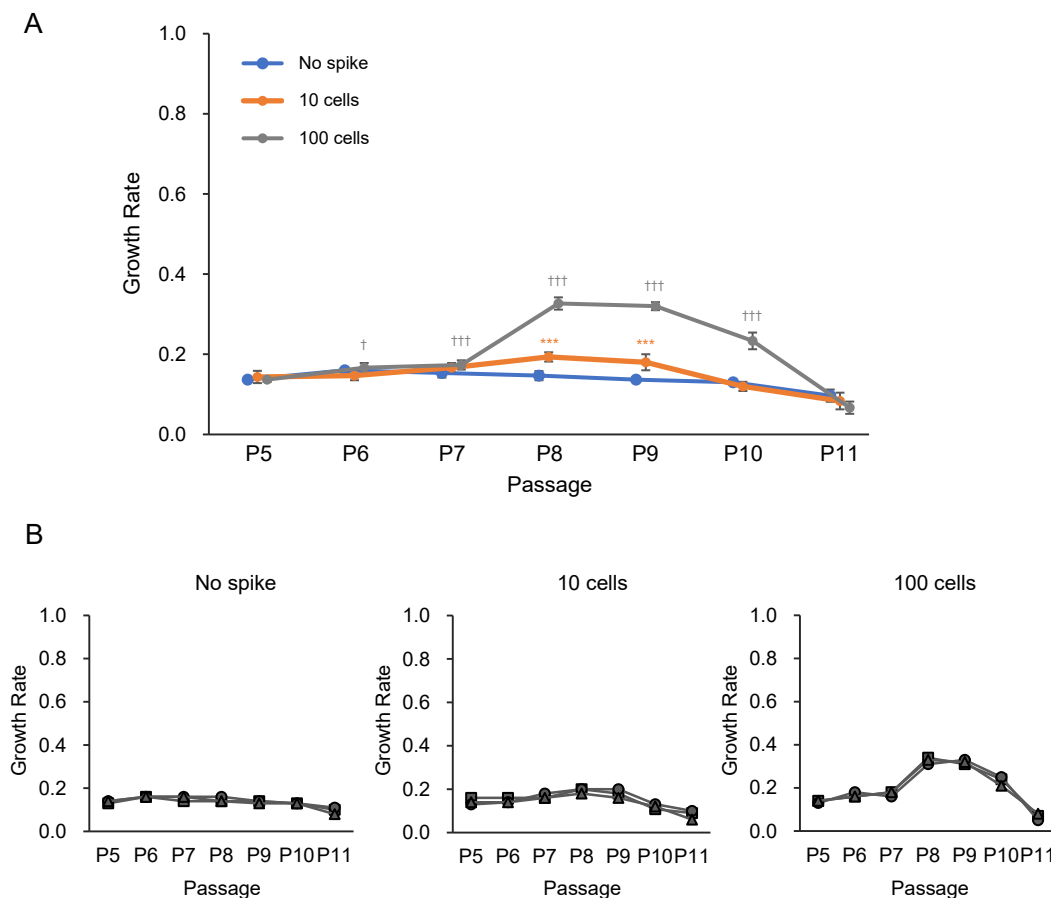 A
1.0
0.8
0.6
0.4
0.2
0.0
Growth Rate
No spike
10 cells
100 cells
†
†††
†††
†††
†††
***
***
P5 P6 P7 P8 P9 P10 P11
Passage
B
No spike
1.0
0.8
0.6
0.4
0.2
0.0
Growth Rate
P5 P6 P7 P8 P9 P10 P11
Passage
10 cells
1.0
0.8
0.6
0.4
0.2
0.0
Growth Rate
P5 P6 P7 P8 P9 P10 P11
Passage
100 cells
1.0
0.8
0.6
0.4
0.2
0.0
Growth Rate
P5 P6 P7 P8 P9 P10 P11
Passage